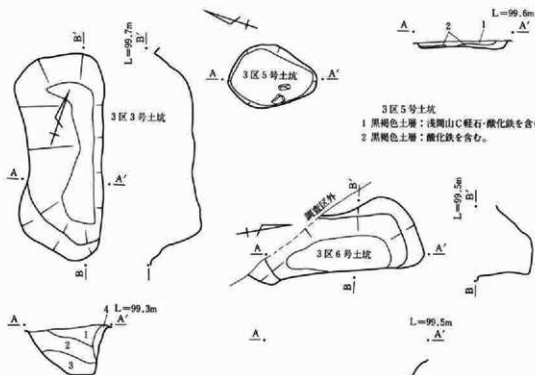 B'
L=99.7m
B'
3区3号土坑
A
A'
B
B
A
A'
4
L=99.3m
1
2
3
A
3区5号土坑
A'
L=99.6m
A
2
1
A'
3区5号土坑
1 黒褐色土層：浅間山C軽石・酸化鉄を含
2 黒褐色土層：酸化鉄を含む。
調査区外
B'
A
3区6号土坑
A'
B
L=99.5m
B'
B
A
L=99.5m
A'